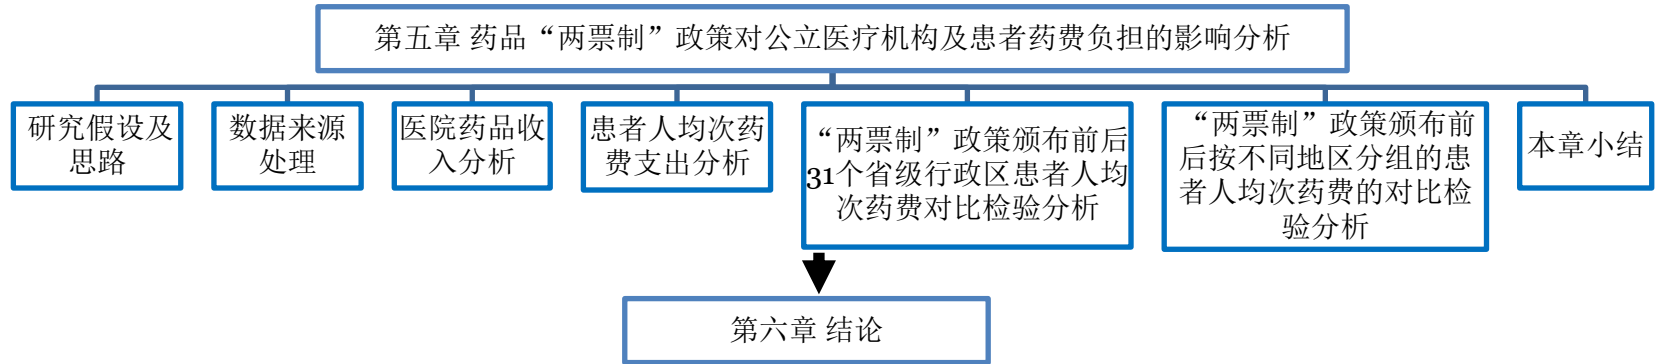 第五章 药品“两票制”政策对公立医疗机构及患者药费负担的影响分析
研究假设及
思路
数据来源
处理
医院药品收
入分析
患者人均次药
费支出分析
“两票制”政策颁布前后
31个省级行政区患者人均
次药费对比检验分析
“两票制”政策颁布前
后按不同地区分组的患
者人均次药费的对比检
验分析
本章小结
第六章 结论